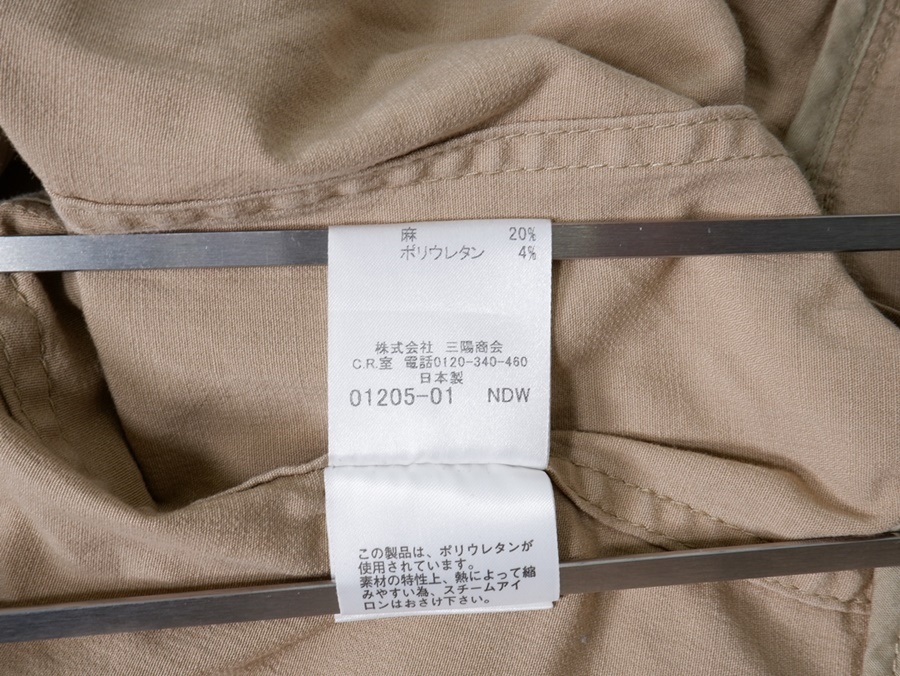 麻 20%
ポリウレタン 4%
株式会社 三陽商会
C.R.室 電話0120-340-460
日本製
01205-01 NDW
この製品は、ポリウレタンが
使用されています。
素材の特性上、熱によって縮
みやすい為、スチームアイ
ロンはおさけ下さい。